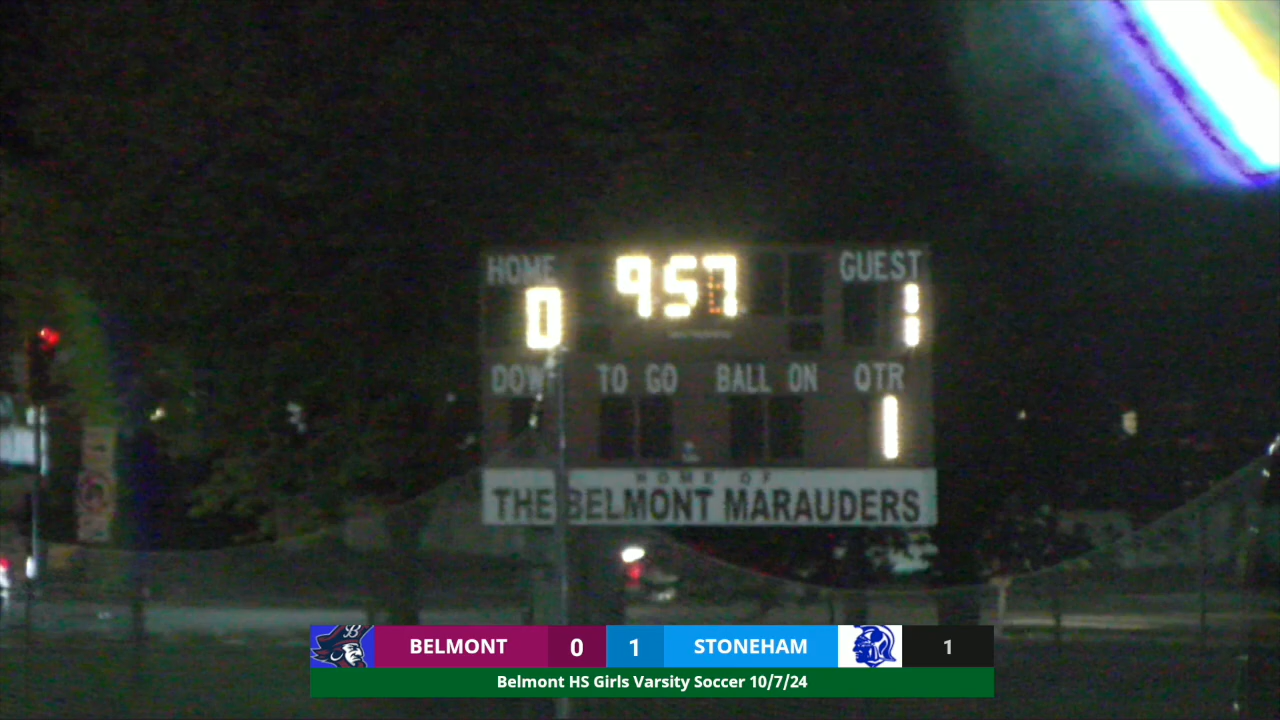 HOME 957 GUEST
0 1
DOWN TO GO BALL ON QTR
1
HOME OF
THE BELMONT MARAUDERS
B BELMONT 0 1 STONEHAM 1
Belmont HS Girls Varsity Soccer 10/7/24